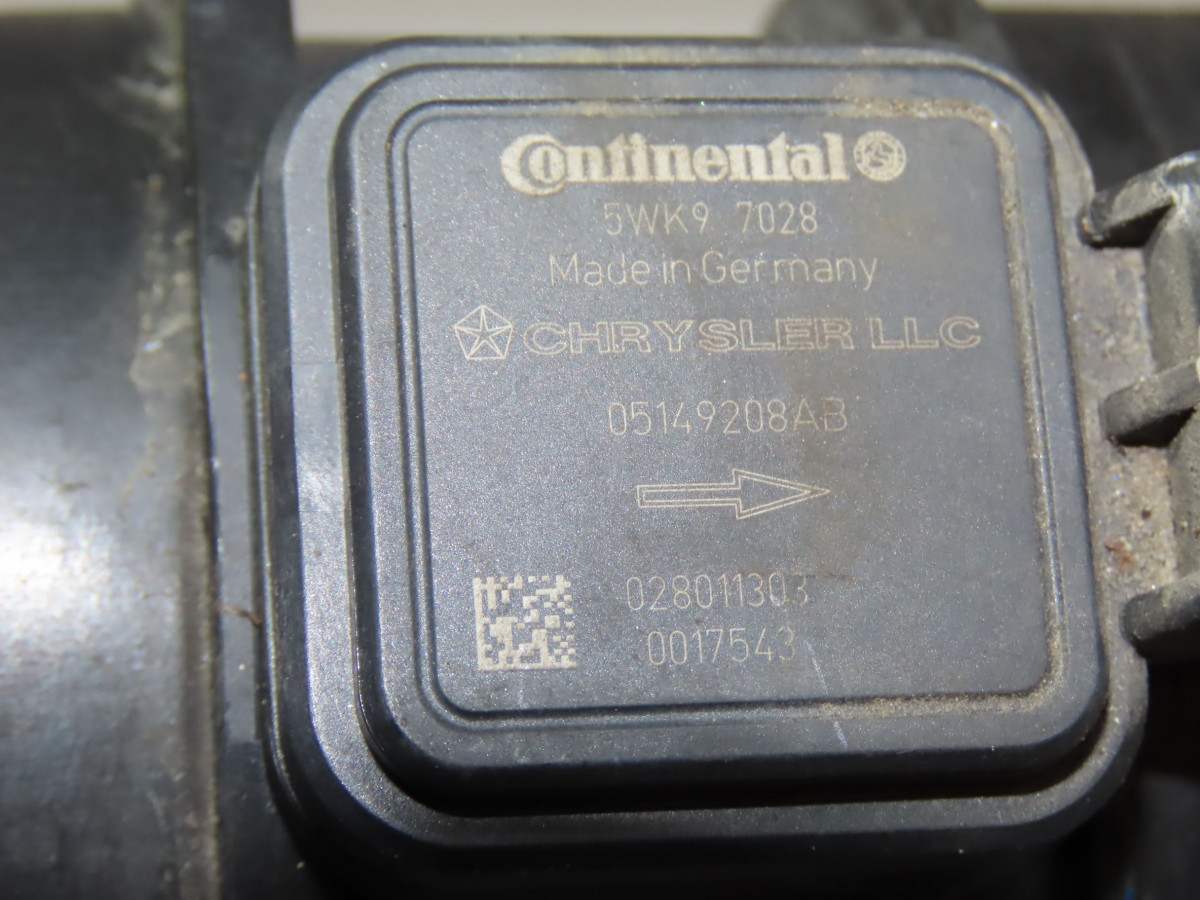 Continental
5WK9 7028
Made in Germany
CHRYSLER LLC
05149208AB
028011303
0017543